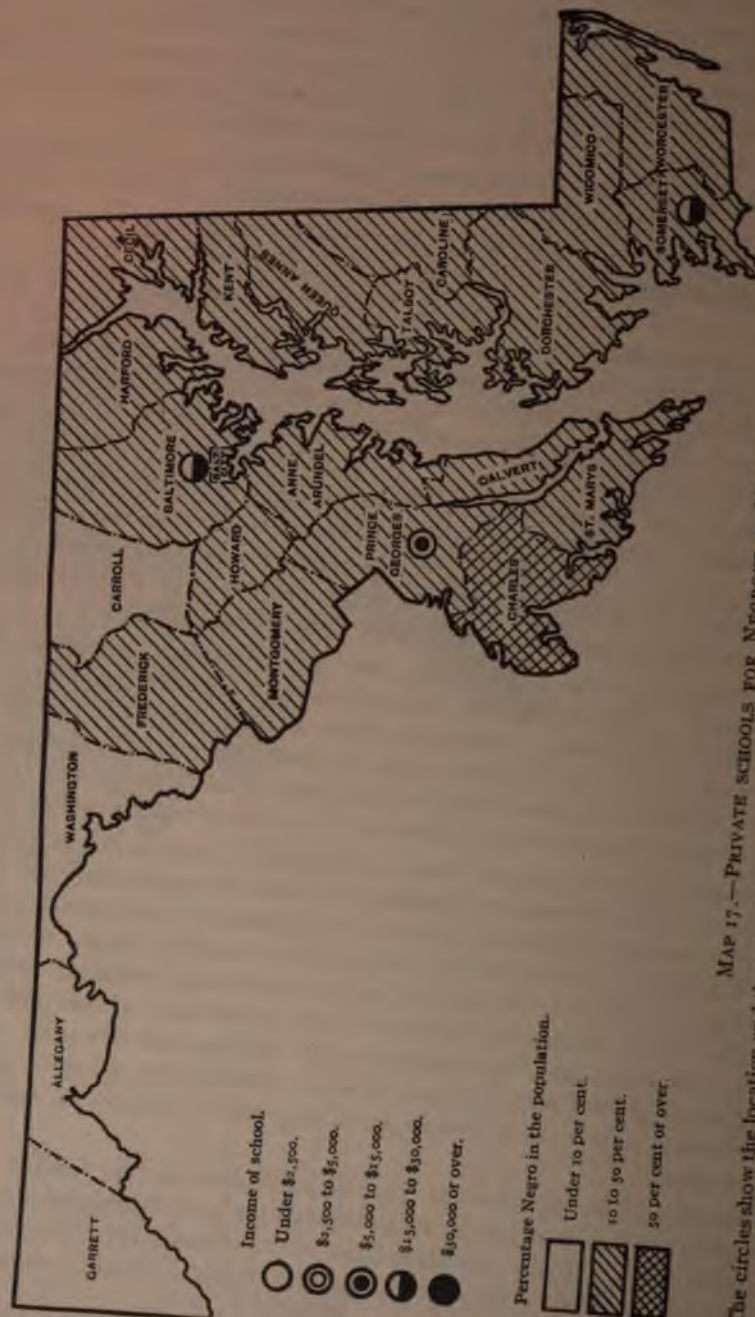 GARRETT
ALLEGANY
WASHINGTON
FREDERICK
CARROLL
BALTIMORE
BALT.
CITY
HARFORD
CECIL
KENT
QUEEN ANNES
MONTGOMERY
HOWARD
ANNE
ARUNDEL
TALBOT
CAROLINE
PRINCE
GEORGES
CALVERT
CHARLES
ST. MARYS
DORCHESTER
WICOMICO
SOMERSET
WORCESTER
Income of school.
Under $2,500.
$2,500 to $5,000.
$5,000 to $15,000.
$15,000 to $30,000.
$30,000 or over.
Percentage Negro in the population.
Under 10 per cent.
10 to 50 per cent.
50 per cent or over.
MAP 17.—PRIVATE SCHOOLS FOR
The circles show the location and